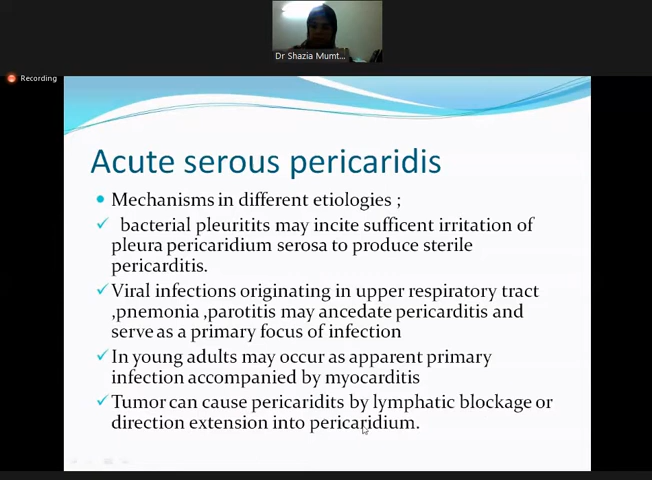 Dr Shazia Mumt...
Recording
Acute serous pericaridis
Mechanisms in different etiologies ;
bacterial pleuritits may incite sufficent irritation of
pleura pericaridium serosa to produce sterile
pericarditis.
Viral infections originating in upper respiratory tract
,pnemonia ,parotitis may ancedate pericarditis and
serve as a primary focus of infection
In young adults may occur as apparent primary
infection accompanied by myocarditis
Tumor can cause pericaridits by lymphatic blockage or
direction extension into pericaridium.